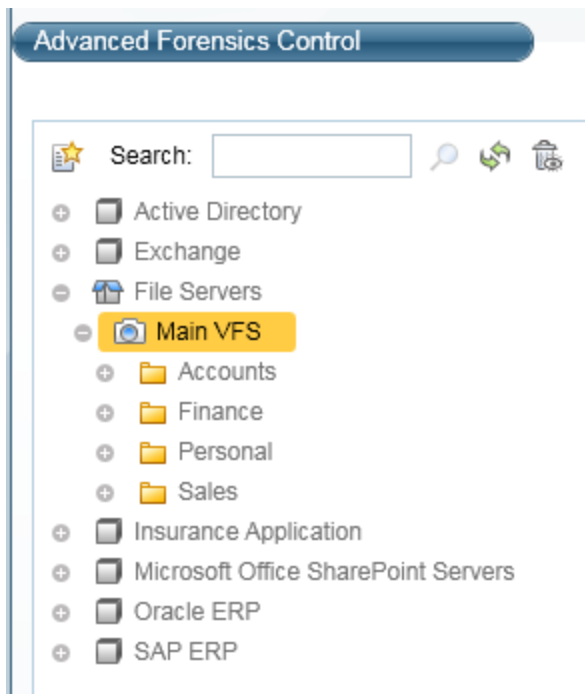 Advanced Forensics Control
Search:
Active Directory
Exchange
File Servers
Main VFS
Accounts
Finance
Personal
Sales
Insurance Application
Microsoft Office SharePoint Servers
Oracle ERP
SAP ERP